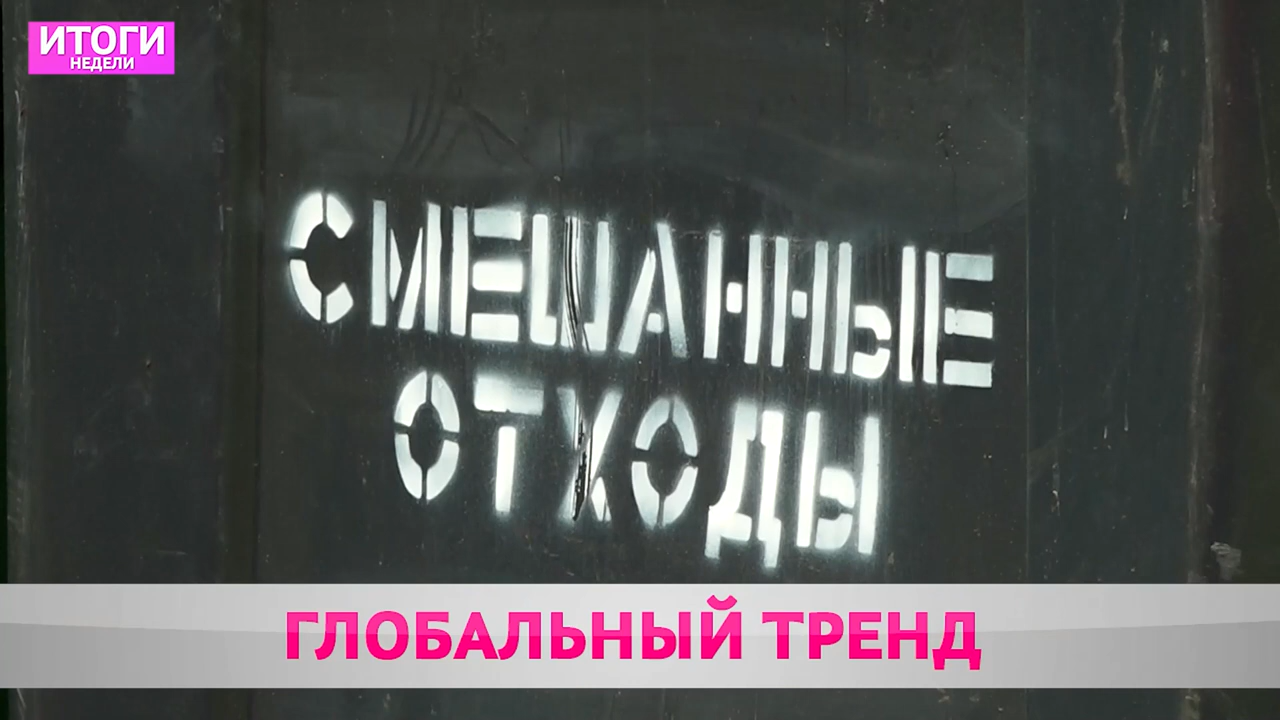 ИТОГИ
НЕДЕЛИ
СМЕШАННЫЕ
ОТХОДЫ
ГЛОБАЛЬНЫЙ ТРЕНД